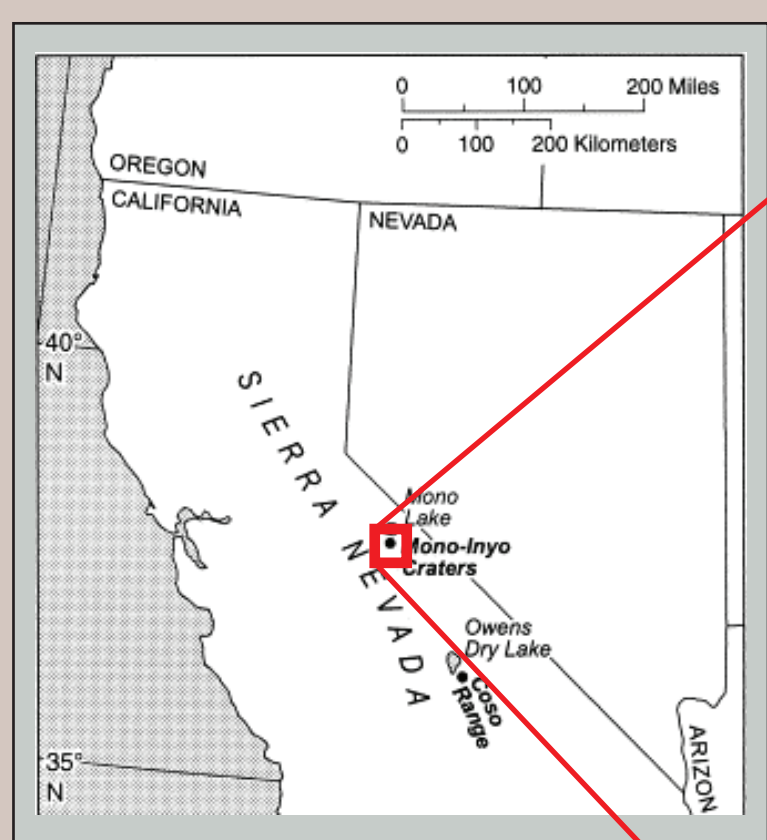 0 100 200 Miles
0 100 200 Kilometers
OREGON
CALIFORNIA
NEVADA
40°
N
SIERRA NEVADA
Mono
Lake
Mono-Inyo
Craters
Owens
Dry Lake
Coso
Range
35°
N
ARIZON